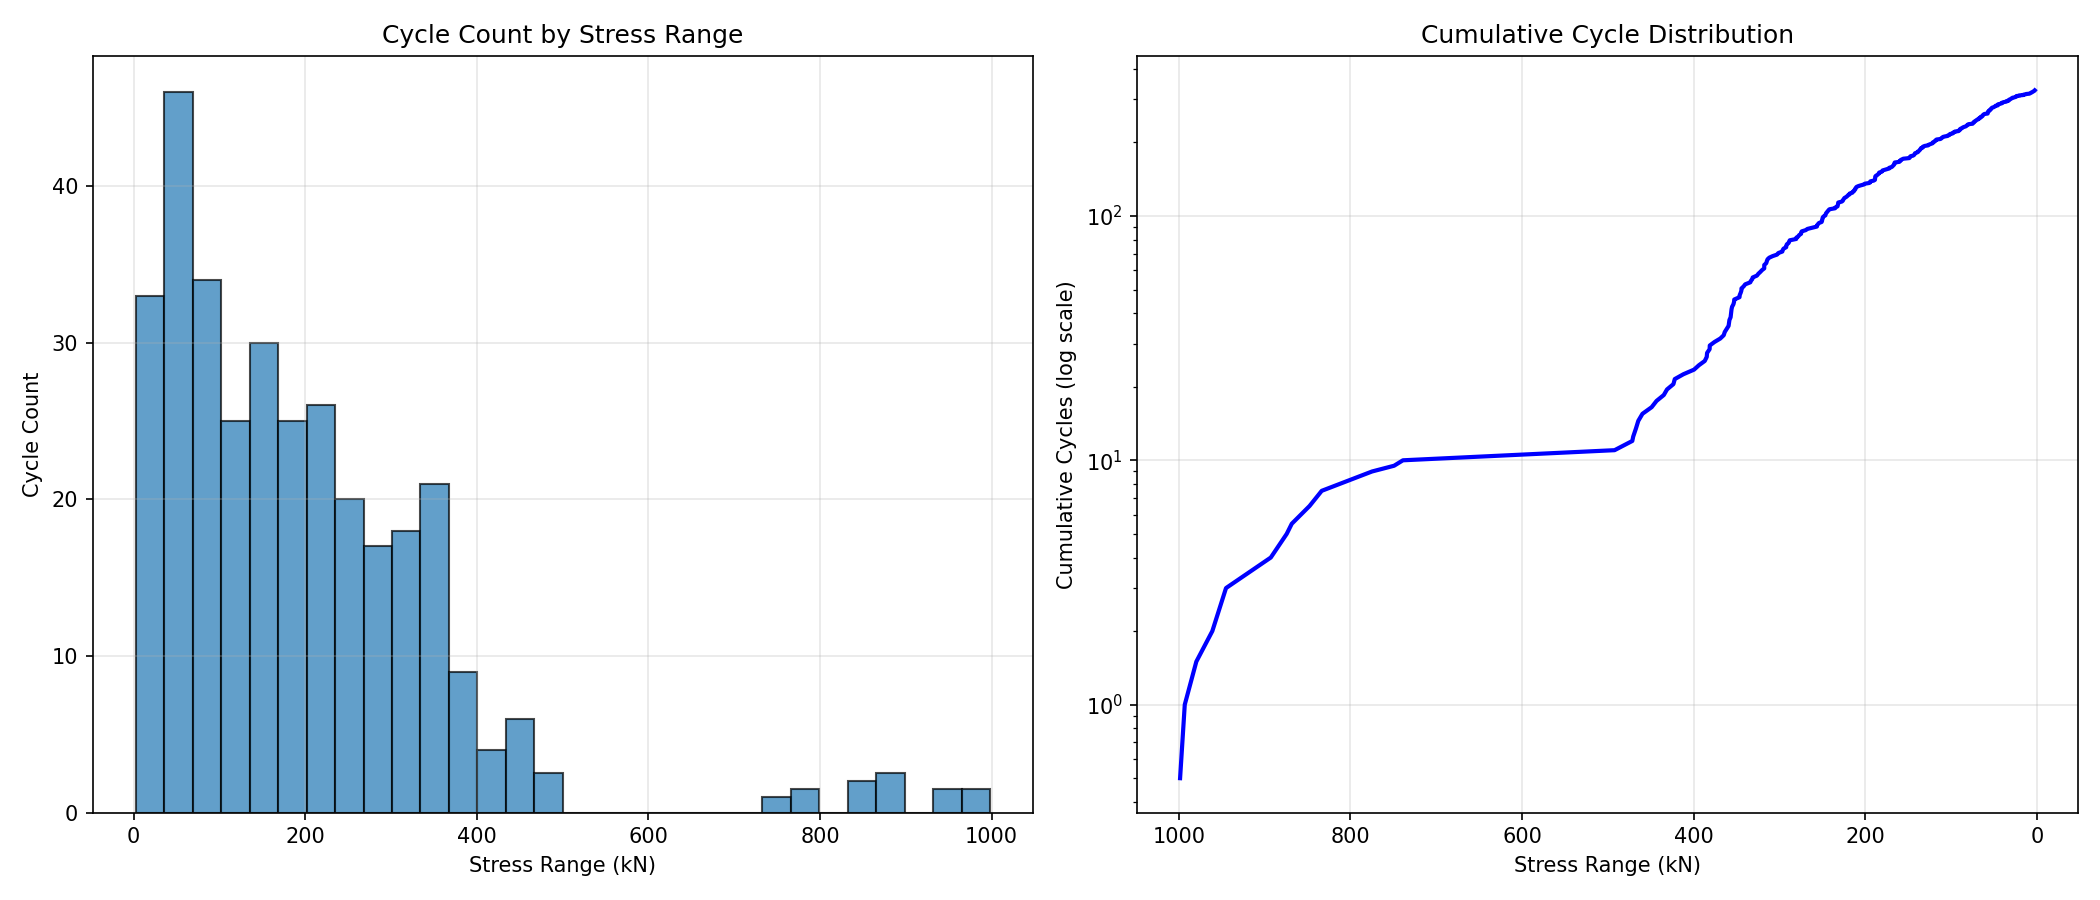 Cycle Count by Stress Range
Cycle Count
40
30
20
10
0
0 200 400 600 800 1000
Stress Range (kN)
Cumulative Cycle Distribution
Cumulative Cycles (log scale)
10²
10¹
10⁰
1000 800 600 400 200 0
Stress Range (kN)